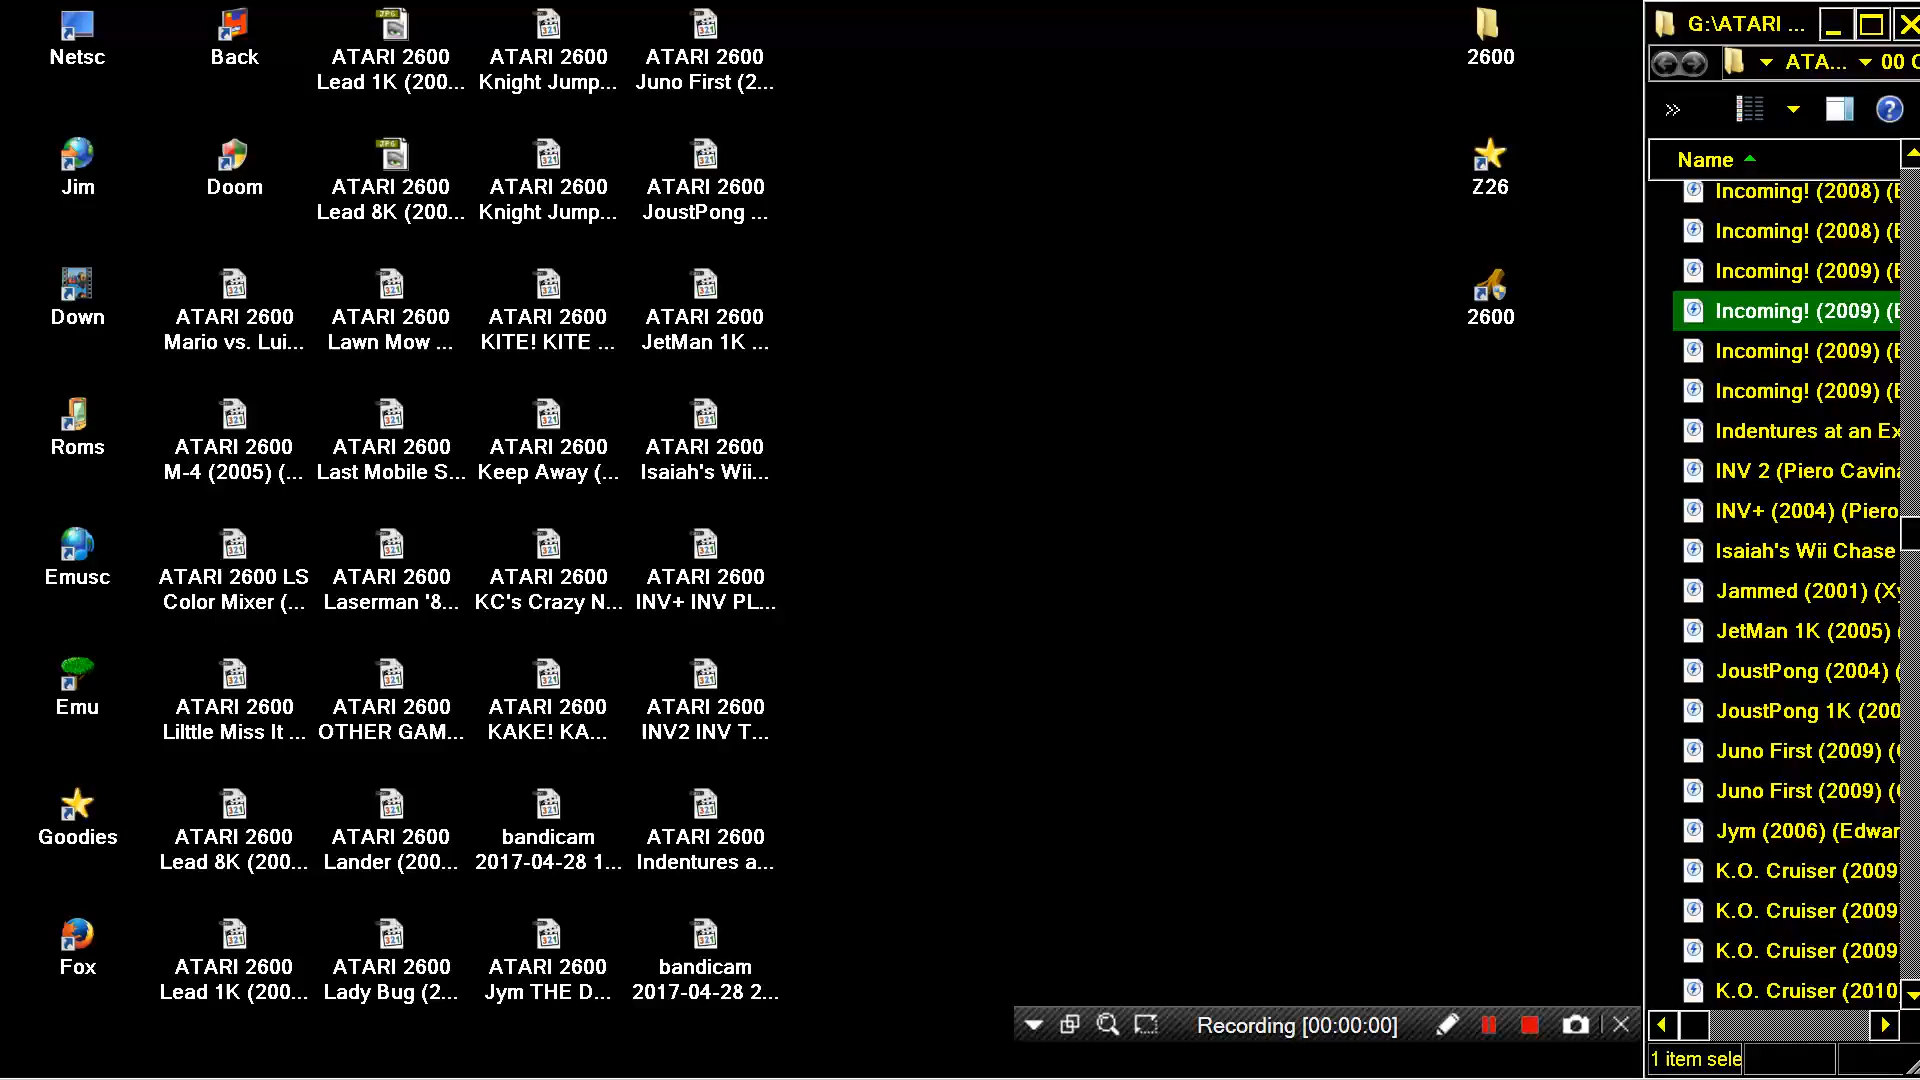 Netsc
Back
ATARI 2600
Lead 1K (200...
ATARI 2600
Knight Jump...
ATARI 2600
Juno First (2...
2600
Jim
Doom
ATARI 2600
Lead 8K (200...
ATARI 2600
Knight Jump...
ATARI 2600
JoustPong ...
Z26
Down
ATARI 2600
Mario vs. Lui...
ATARI 2600
Lawn Mow ...
ATARI 2600
KITE! KITE ...
ATARI 2600
JetMan 1K ...
2600
Roms
ATARI 2600
M-4 (2005) (...
ATARI 2600
Last Mobile S...
ATARI 2600
Keep Away (...
ATARI 2600
Isaiah's Wii...
Emusc
ATARI 2600 LS
Color Mixer (...
ATARI 2600
Laserman '8...
ATARI 2600
KC's Crazy N...
ATARI 2600
INV+ INV PL...
Emu
ATARI 2600
Lilttle Miss It ...
ATARI 2600
OTHER GAM...
ATARI 2600
KAKE! KA...
ATARI 2600
INV2 INV T...
Goodies
ATARI 2600
Lead 8K (200...
ATARI 2600
Lander (200...
bandicam
2017-04-28 1...
ATARI 2600
Indentures a...
Fox
ATARI 2600
Lead 1K (200...
ATARI 2600
Lady Bug (2...
ATARI 2600
Jym THE D...
bandicam
2017-04-28 2...
Recording [00:00:00]
G:\ATARI ...
ATA... 00
Name
Incoming! (2008) (
Incoming! (2008) (
Incoming! (2009) (
Incoming! (2009) (
Incoming! (2009) (
Incoming! (2009) (
Indentures at an Ex
INV 2 (Piero Cavina
INV+ (2004) (Piero
Isaiah's Wii Chase
Jammed (2001) (Xy
JetMan 1K (2005) (
JoustPong (2004) (
JoustPong 1K (200
Juno First (2009) (
Juno First (2009) (
Jym (2006) (Edwar
K.O. Cruiser (2009
K.O. Cruiser (2009
K.O. Cruiser (2009
K.O. Cruiser (2010
1 item sele